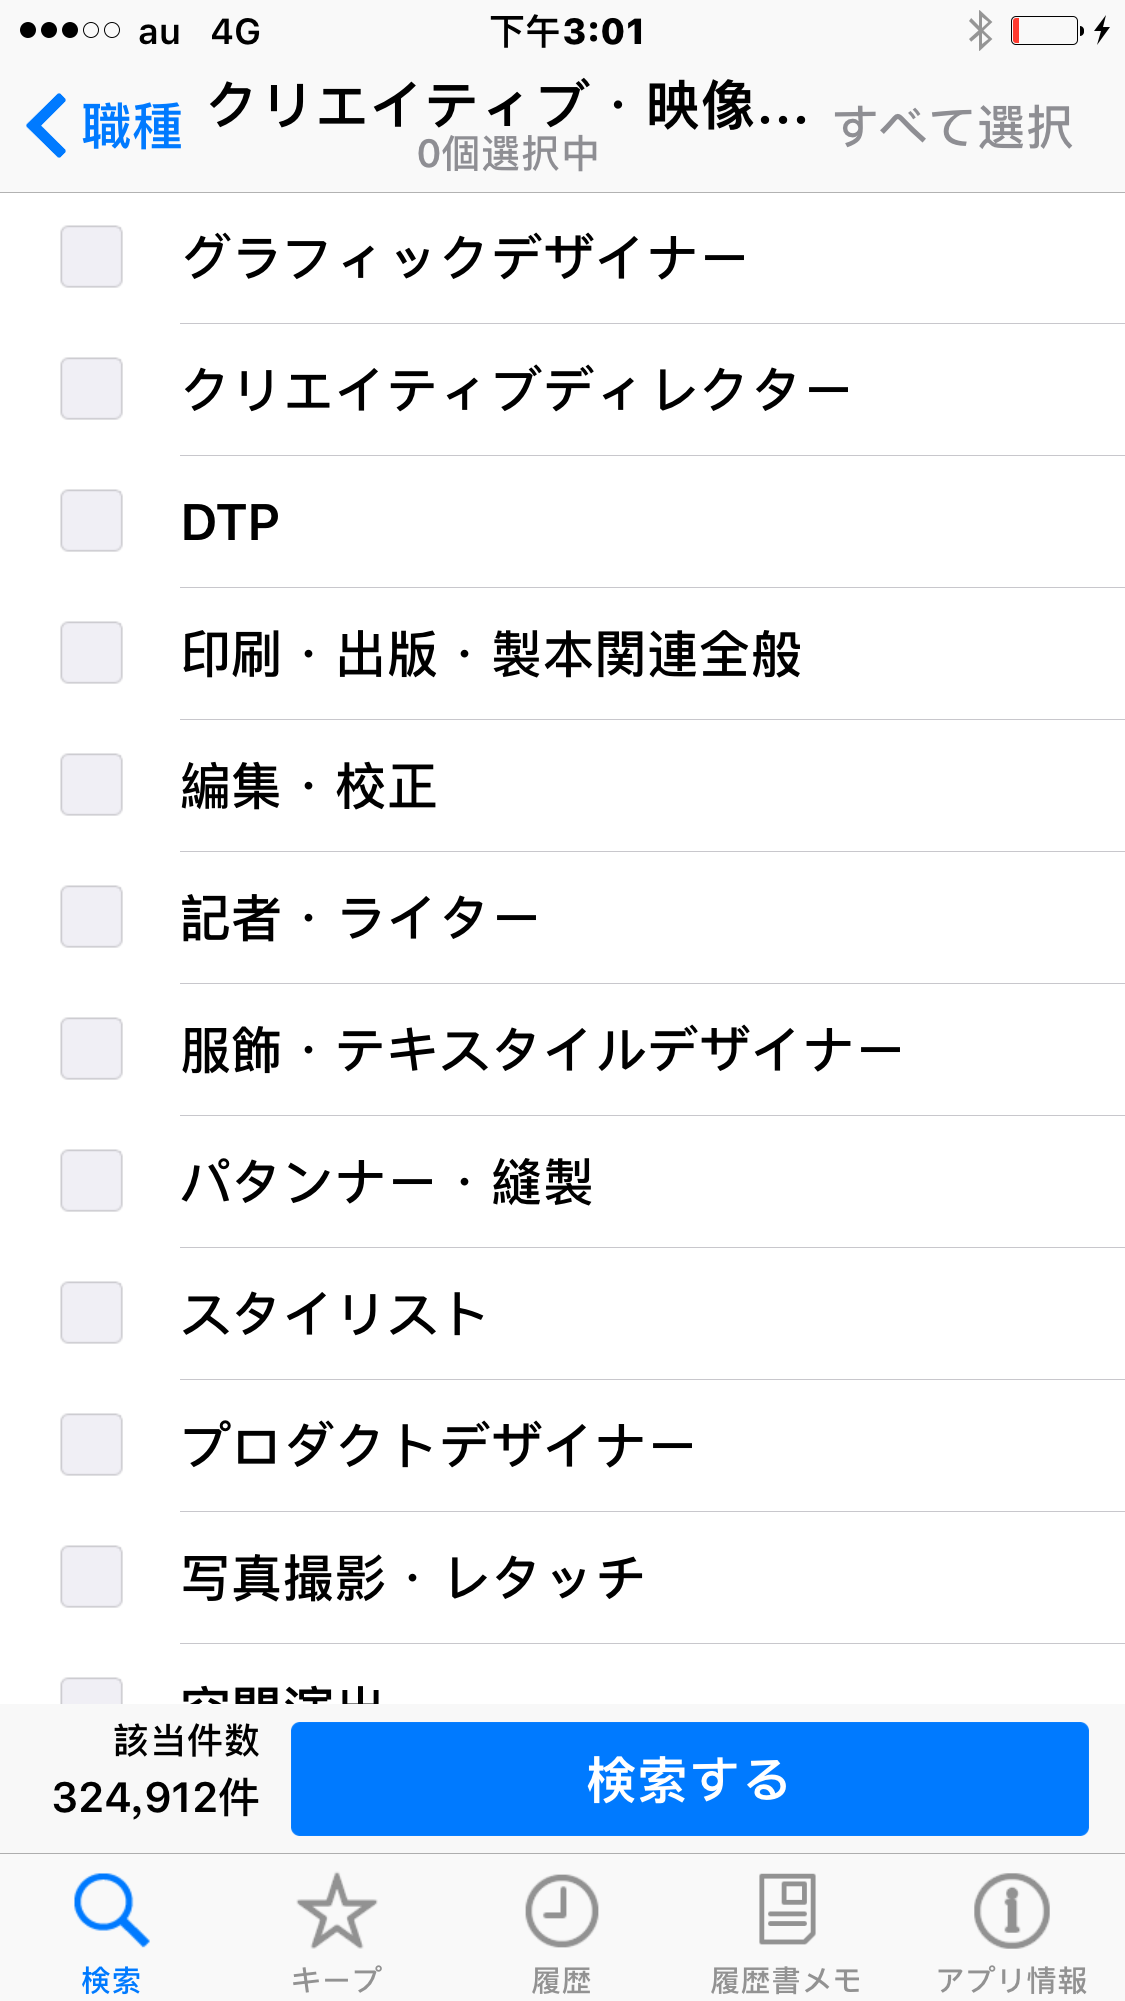 au 4G 下午3:01
職種 クリエイティブ・映像... すべて選択
0個選択中
グラフィックデザイナー
クリエイティブディレクター
DTP
印刷・出版・製本関連全般
編集・校正
記者・ライター
服飾・テキスタイルデザイナー
パタンナー・縫製
スタイリスト
プロダクトデザイナー
写真撮影・レタッチ
空間演出
該当件数
324,912件
検索する
検索 キープ 履歴 履歴書メモ アプリ情報